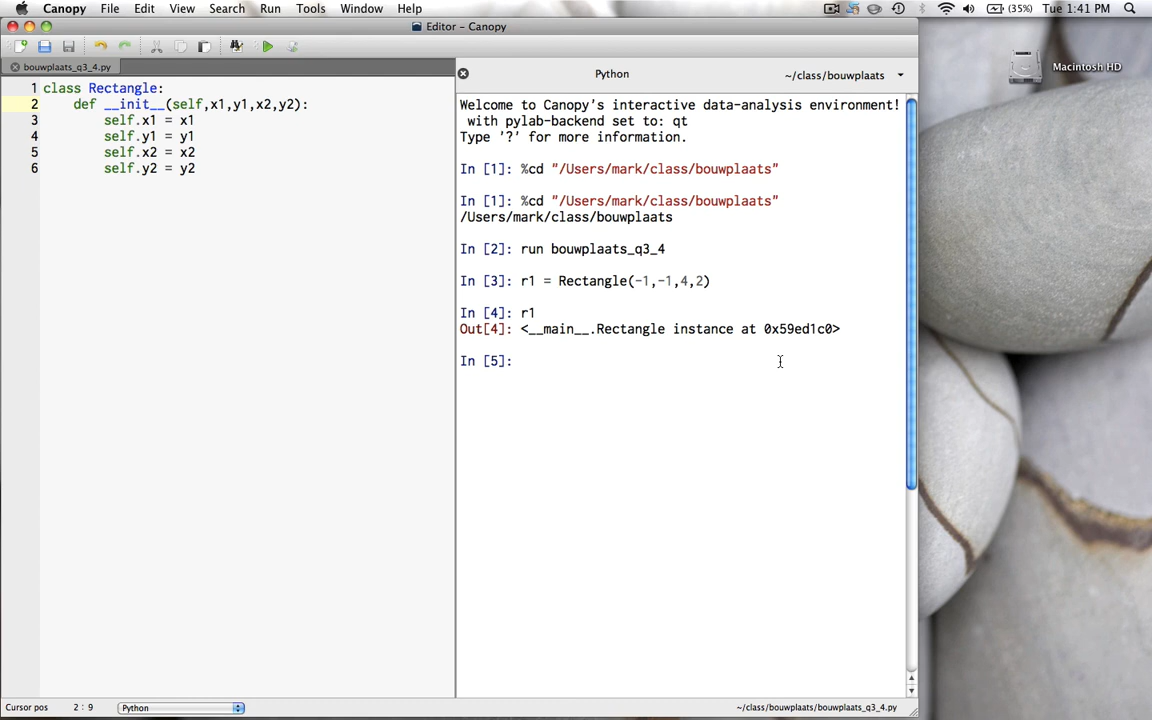 Canopy File Edit View Search Run Tools Window Help (35%) Tue 1:41 PM
Editor - Canopy
bouwplaats_q3_4.py
Python ~/class/bouwplaats
Macintosh HD
1 class Rectangle:
2 def __init__(self,x1,y1,x2,y2):
3 self.x1 = x1
4 self.y1 = y1
5 self.x2 = x2
6 self.y2 = y2
Welcome to Canopy's interactive data-analysis environment!
with pylab-backend set to: qt
Type '?' for more information.
In [1]: %cd "/Users/mark/class/bouwplaats"
In [1]: %cd "/Users/mark/class/bouwplaats"
/Users/mark/class/bouwplaats
In [2]: run bouwplaats_q3_4
In [3]: r1 = Rectangle(-1,-1,4,2)
In [4]: r1
Out[4]: <__main__.Rectangle instance at 0x59ed1c0>
In [5]:
Cursor pos 2 : 9 Python ~/class/bouwplaats/bouwplaats_q3_4.py